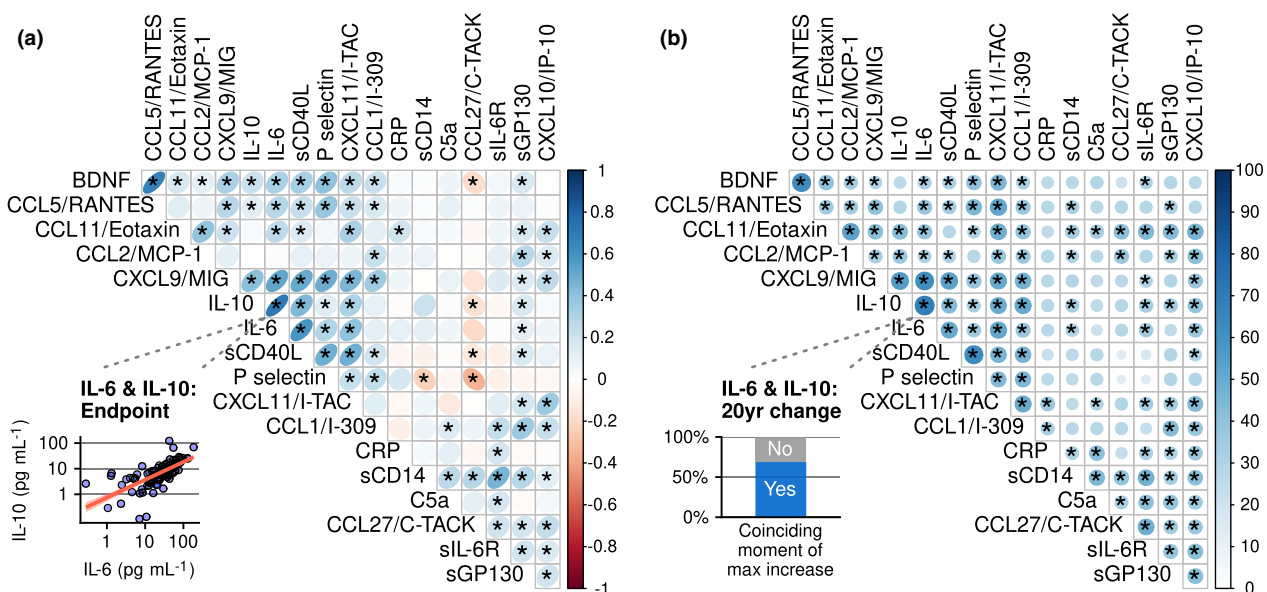 (a)
CCL5/RANTES
CCL11/Eotaxin
CCL2/MCP-1
CXCL9/MIG
IL-10
IL-6
sCD40L
P selectin
CXCL11/I-TAC
CCL1/I-309
CRP
sCD14
C5a
CCL27/C-TACK
sIL-6R
sGP130
CXCL10/IP-10
BDNF
CCL5/RANTES
CCL11/Eotaxin
CCL2/MCP-1
CXCL9/MIG
IL-10
IL-6
sCD40L
P selectin
CXCL11/I-TAC
CCL1/I-309
CRP
sCD14
C5a
CCL27/C-TACK
sIL-6R
sGP130
1
0.8
0.6
0.4
0.2
0
-0.2
-0.4
-0.6
-0.8
-1
IL-6 & IL-10:
Endpoint
IL-10 (pg mL-1)
100
10
1
1 10 100
IL-6 (pg mL-1)
(b)
CCL5/RANTES
CCL11/Eotaxin
CCL2/MCP-1
CXCL9/MIG
IL-10
IL-6
sCD40L
P selectin
CXCL11/I-TAC
CCL1/I-309
CRP
sCD14
C5a
CCL27/C-TACK
sIL-6R
sGP130
CXCL10/IP-10
BDNF
CCL5/RANTES
CCL11/Eotaxin
CCL2/MCP-1
CXCL9/MIG
IL-10
IL-6
sCD40L
P selectin
CXCL11/I-TAC
CCL1/I-309
CRP
sCD14
C5a
CCL27/C-TACK
sIL-6R
sGP130
100
90
80
70
60
50
40
30
20
10
0
IL-6 & IL-10:
20yr change
100%
50%
0%
No
Yes
Coinciding
moment of
max increase